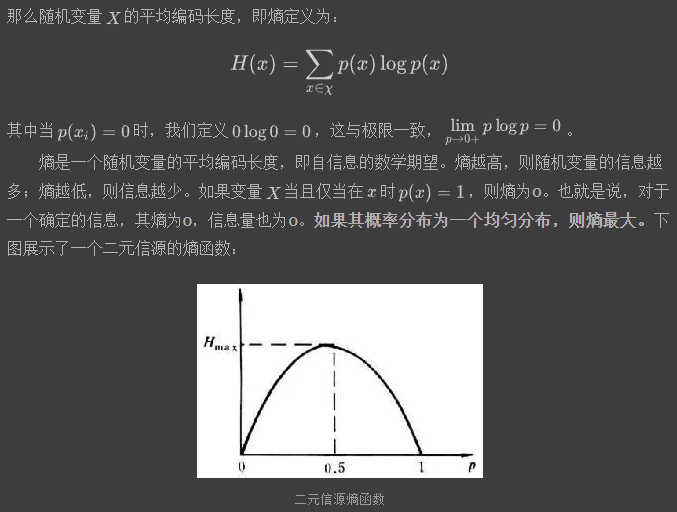 那么随机变量 X 的平均编码长度，即熵定义为：
H(x) = ∑_{x∈χ} p(x) log p(x)
其中当 p(x_i) = 0 时，我们定义 0 log 0 = 0 ，这与极限一致， lim_{p→0+} p log p = 0 。
熵是一个随机变量的平均编码长度，即自信息的数学期望。熵越高，则随机变量的信息越
多；熵越低，则信息越少。如果变量 X 当且仅当在 x 时 p(x) = 1 ，则熵为0。也就是说，对于
一个确定的信息，其熵为0，信息量也为0。如果其概率分布为一个均匀分布，则熵最大。下
图展示了一个二元信源的熵函数：
H_max
0 0.5 1 p
二元信源熵函数